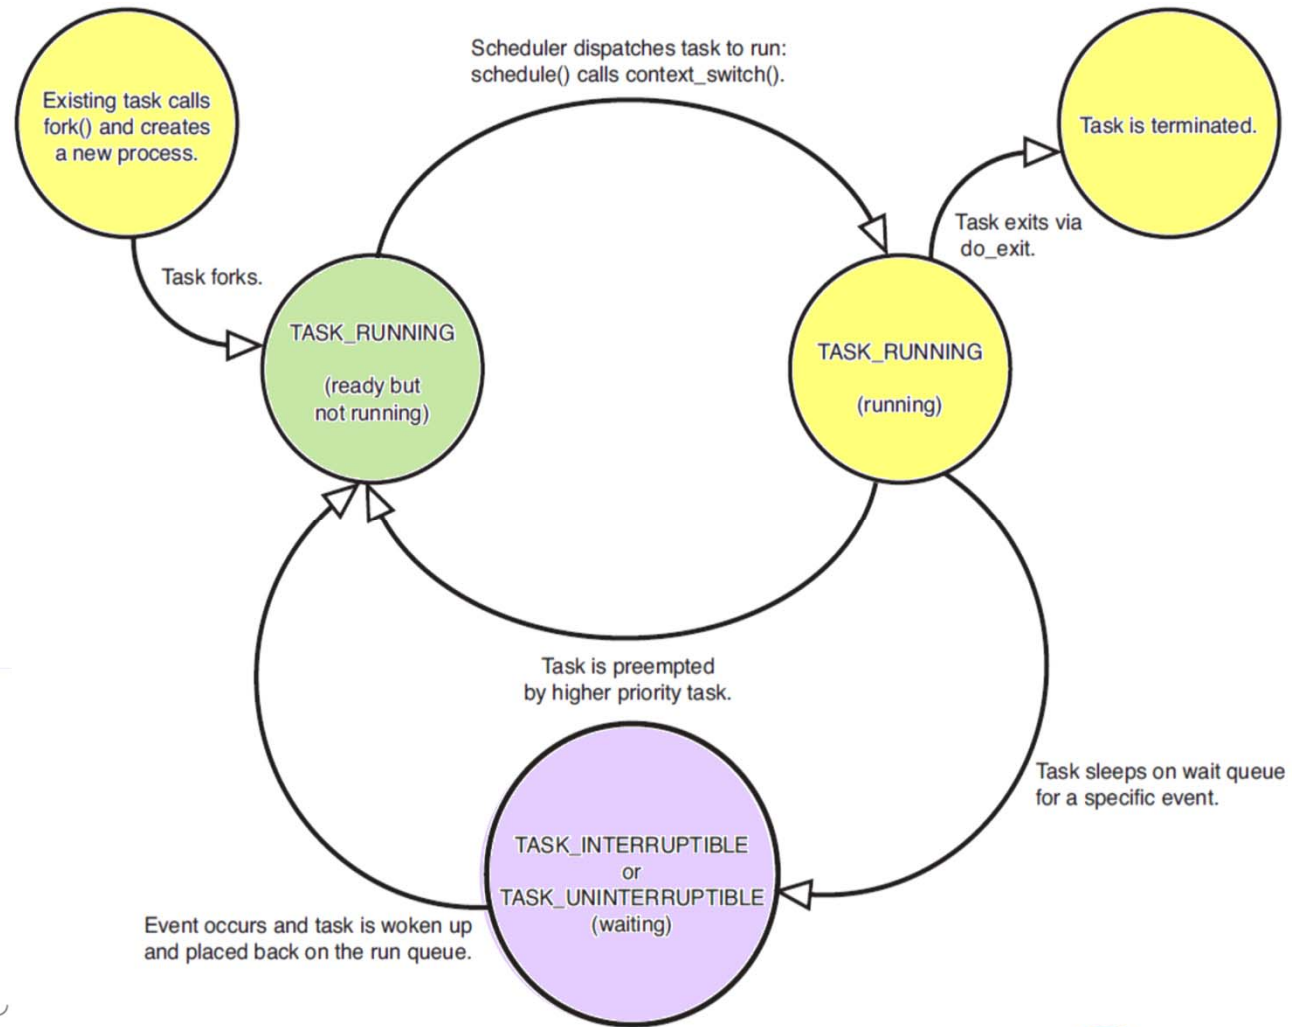 Scheduler dispatches task to run:
schedule() calls context_switch().
Existing task calls
fork() and creates
a new process.
Task is terminated.
Task exits via
do_exit.
Task forks.
TASK_RUNNING
(ready but
not running)
TASK_RUNNING
(running)
Task is preempted
by higher priority task.
Task sleeps on wait queue
for a specific event.
TASK_INTERRUPTIBLE
or
TASK_UNINTERRUPTIBLE
(waiting)
Event occurs and task is woken up
and placed back on the run queue.